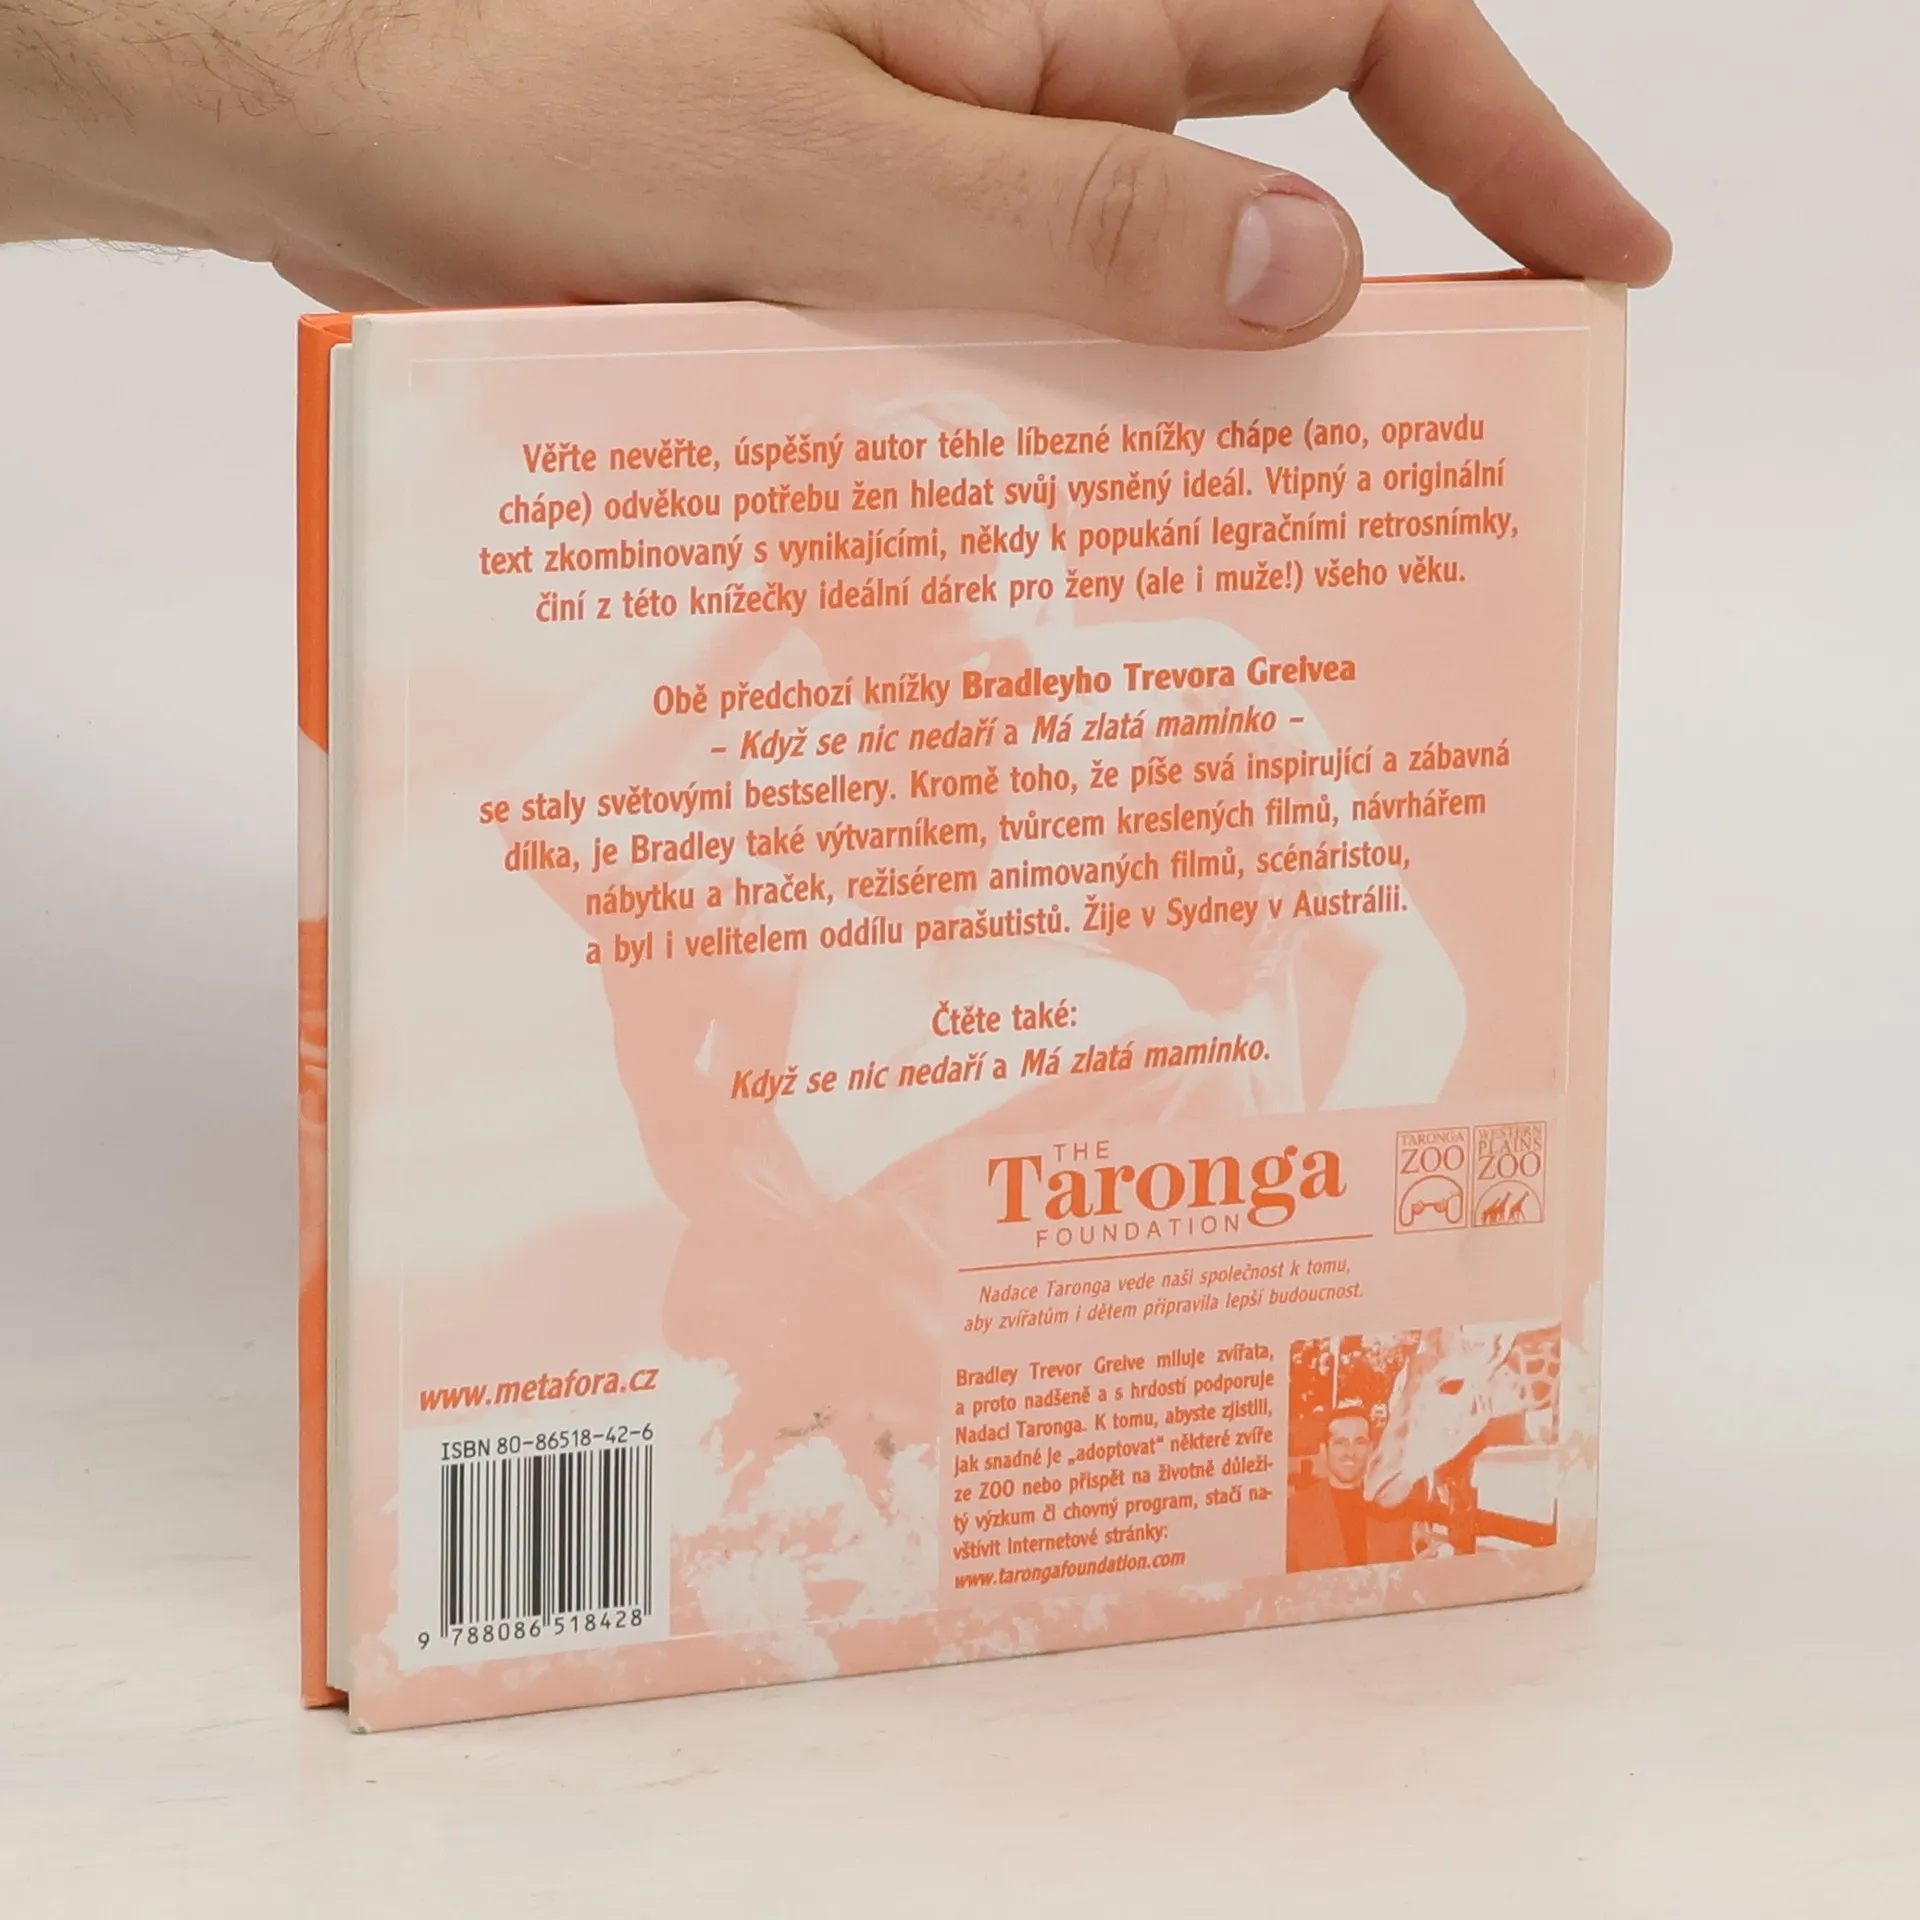 Věřte nevěřte, úspěšný autor téhle líbezné knížky chápe (ano, opravdu
chápe) odvěkou potřebu žen hledat svůj vysněný ideál. Vtipný a originální
text zkombinovaný s vynikajícími, někdy k popukání legračními retrosnímky,
činí z této knížečky ideální dárek pro ženy (ale i muže!) všeho věku.
Obě předchozí knížky Bradleyho Trevora Greivea
– Když se nic nedaří a Má zlatá maminko –
se staly světovými bestsellery. Kromě toho, že píše svá inspirující a zábavná
dílka, je Bradley také výtvarníkem, tvůrcem kreslených filmů, návrhářem
nábytku a hraček, režisérem animovaných filmů, scénáristou,
a byl i velitelem oddílu parašutistů. Žije v Sydney v Austrálii.
Čtěte také:
Když se nic nedaří a Má zlatá maminko.
THE
Taronga
FOUNDATION
TARONGA
ZOO
WESTERN
PLAINS
ZOO
Nadace Taronga vede naši společnost k tomu,
aby zvířatům i dětem připravila lepší budoucnost.
Bradley Trevor Greive miluje zvířata,
a proto nadšeně a s hrdostí podporuje
Nadaci Taronga. K tomu, abyste zjistili,
jak snadné je „adoptovat“ některé zvíře
ze ZOO nebo přispět na životně důleži-
tý výzkum či chovný program, stačí na-
vštívit internetové stránky:
www.tarongafoundation.com
www.metafora.cz
ISBN 80-86518-42-6
9 788086 518428